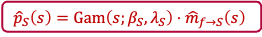 p̂_S(s) = Gam(s; β_S, λ_S) · m̂_{f→S}(s)